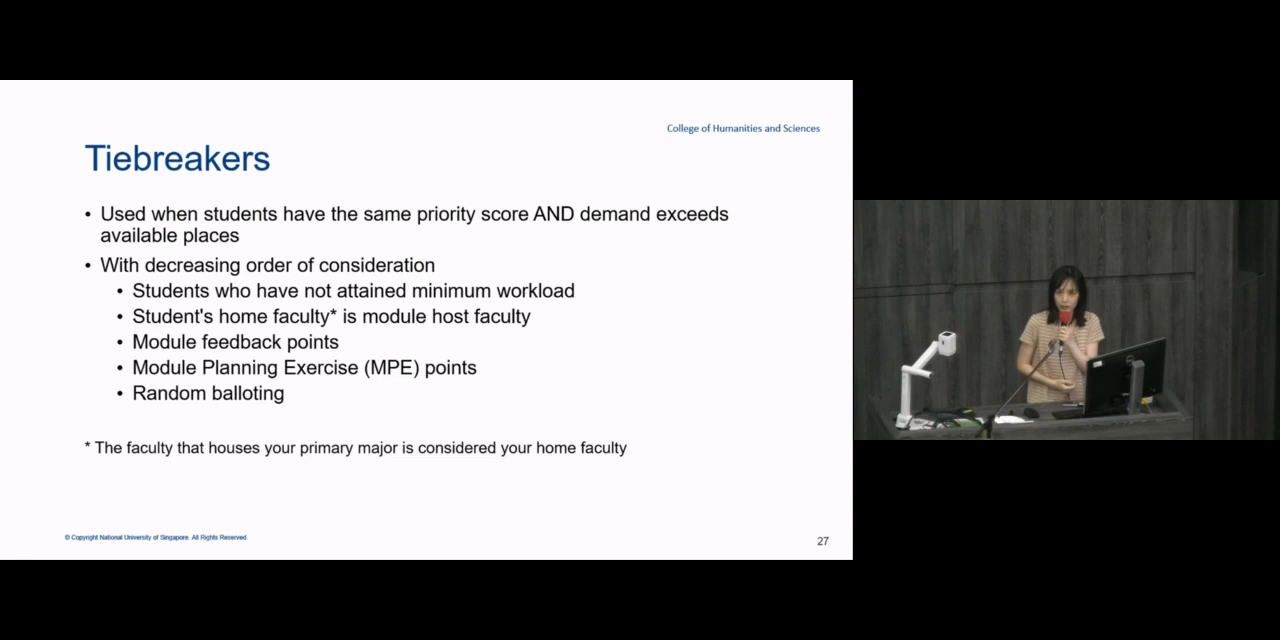 College of Humanities and Sciences
Tiebreakers
• Used when students have the same priority score AND demand exceeds
available places
• With decreasing order of consideration
• Students who have not attained minimum workload
• Student's home faculty* is module host faculty
• Module feedback points
• Module Planning Exercise (MPE) points
• Random balloting
* The faculty that houses your primary major is considered your home faculty
© Copyright National University of Singapore. All Rights Reserved.
27